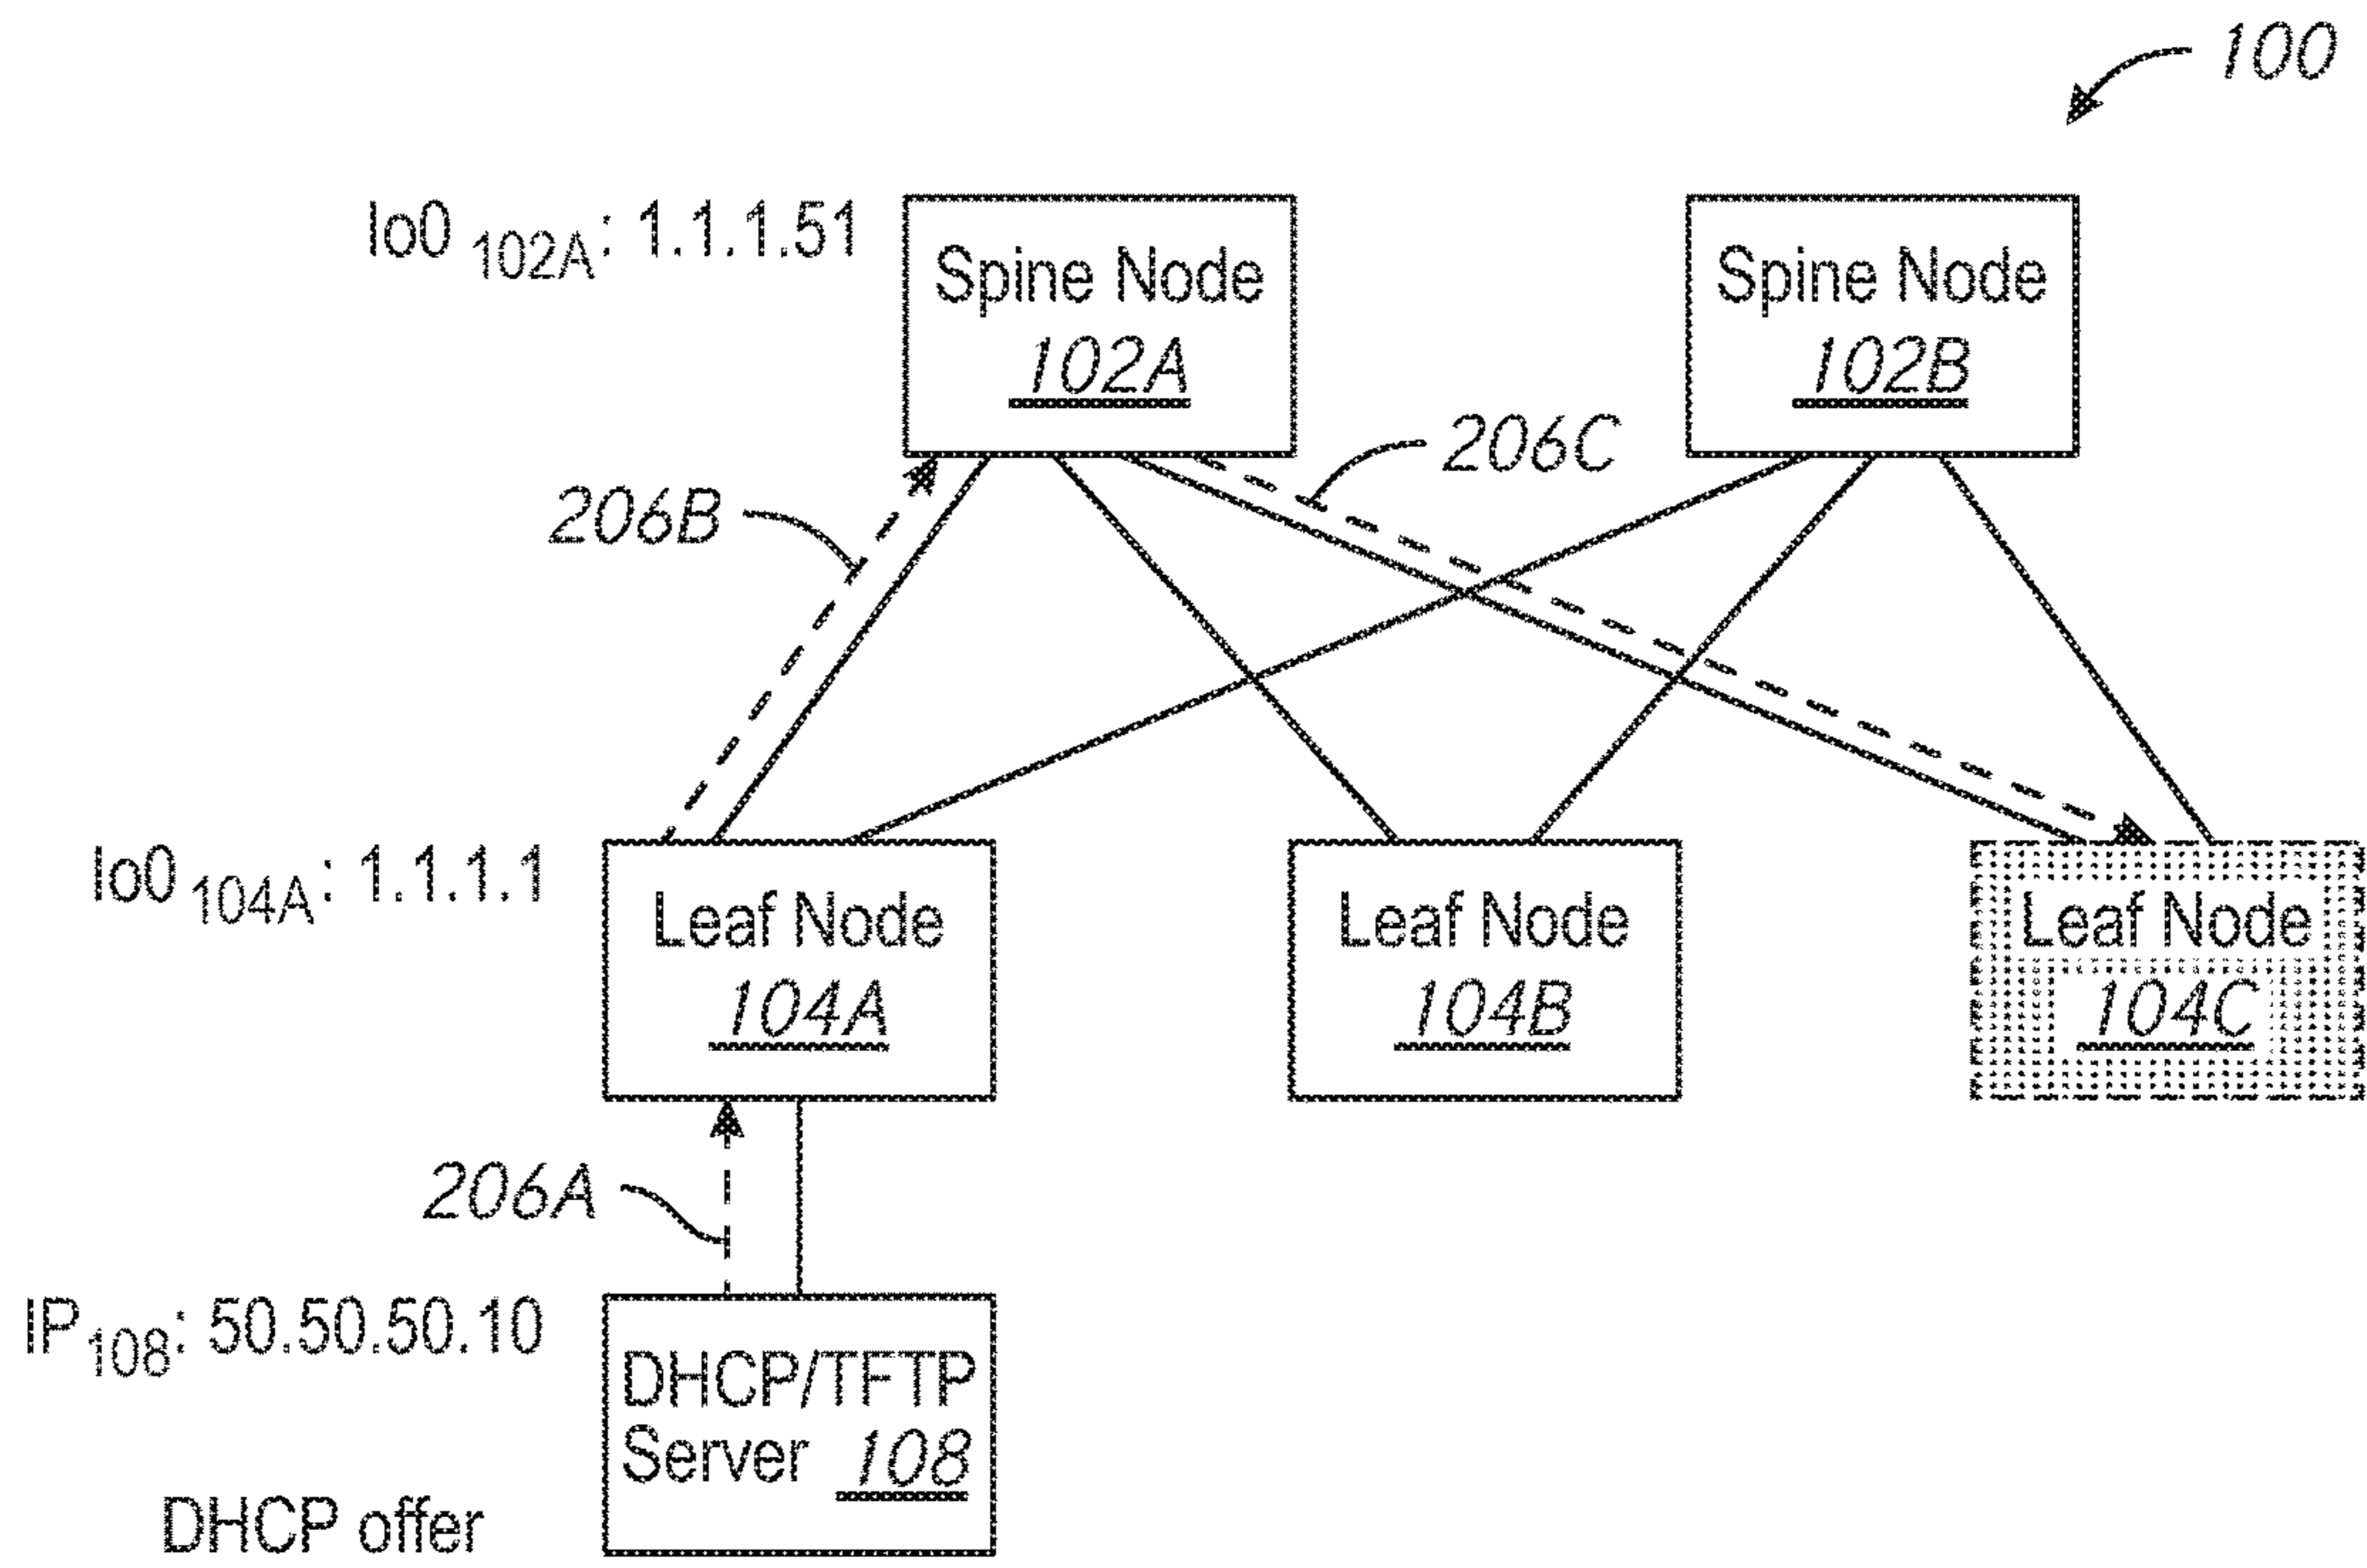 100
lo0 102A: 1.1.1.51
Spine Node
102A
Spine Node
102B
206B
206C
lo0 104A: 1.1.1.1
Leaf Node
104A
Leaf Node
104B
Leaf Node
104C
206A
IP108: 50.50.50.10
DHCP/TFTP
Server 108
DHCP offer